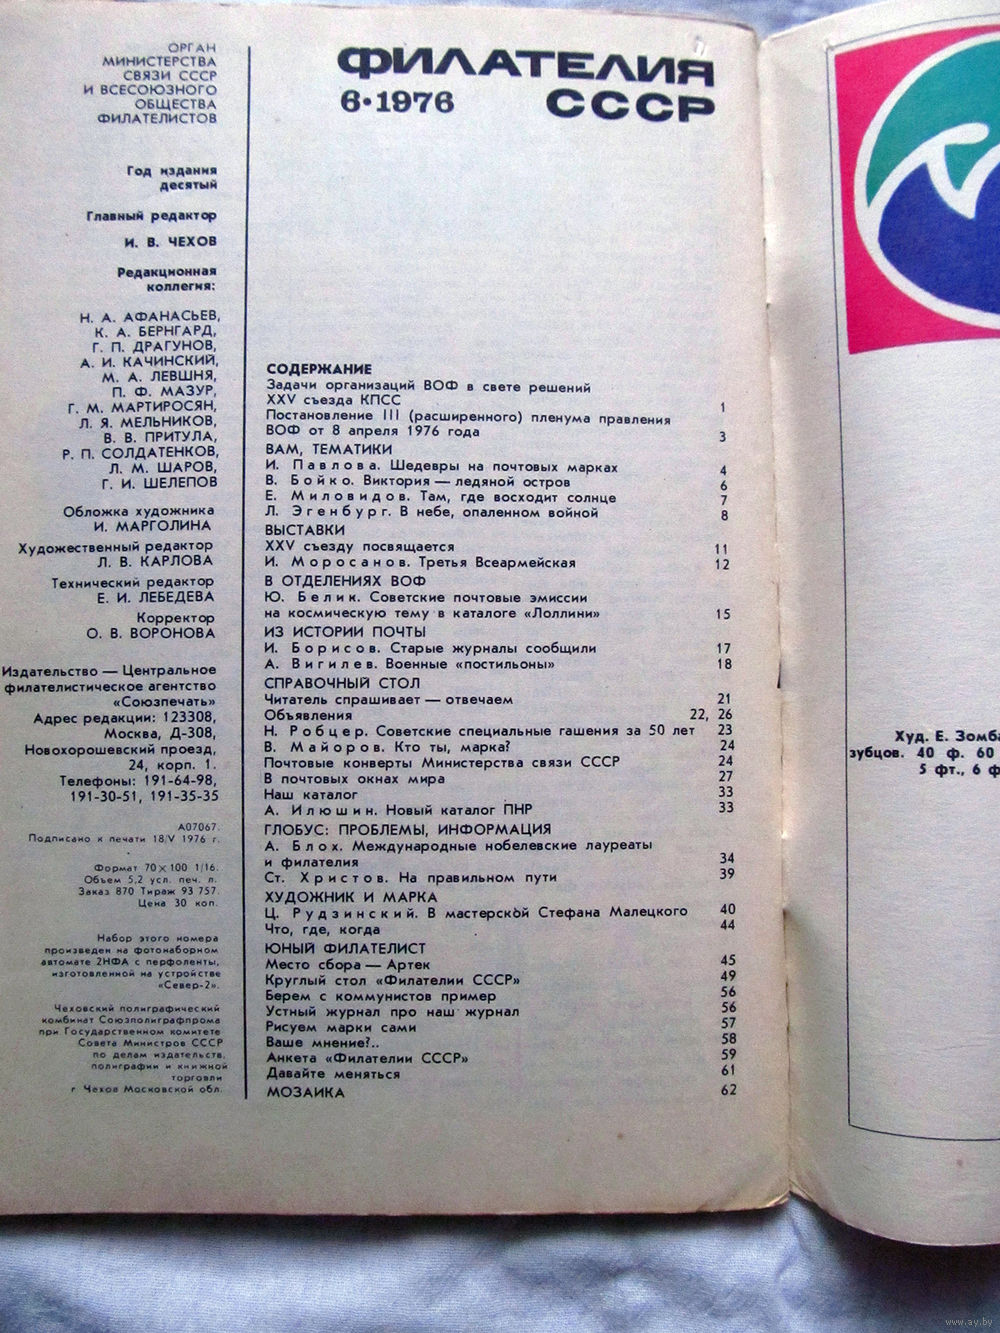 ОРГАН
МИНИСТЕРСТВА
СВЯЗИ СССР
И ВСЕСОЮЗНОГО
ОБЩЕСТВА
ФИЛАТЕЛИСТОВ
Год издания
десятый
Главный редактор
И. В. ЧЕХОВ
Редакционная
коллегия:
Н. А. АФАНАСЬЕВ,
К. А. БЕРНГАРД,
Г. П. ДРАГУНОВ,
А. И. КАЧИНСКИЙ,
М. А. ЛЕВШНЯ,
П. Ф. МАЗУР,
Г. М. МАРТИРОСЯН,
Л. Я. МЕЛЬНИКОВ,
В. В. ПРИТУЛА,
Р. П. СОЛДАТЕНКОВ,
Л. М. ШАРОВ,
Г. И. ШЕЛЕПОВ
Обложка художника
И. МАРГОЛИНА
Художественный редактор
Л. В. КАРЛОВА
Технический редактор
Е. И. ЛЕБЕДЕВА
Корректор
О. В. ВОРОНОВА
Издательство — Центральное
филателистическое агентство
«Союзпечать»
Адрес редакции: 123308,
Москва, Д-308,
Новохорошевский проезд,
24, корп. 1.
Телефоны: 191-64-98,
191-30-51, 191-35-35
А07067.
Подписано к печати 18/V 1976 г.
Формат 70×100 1/16.
Объем 5,2 усл. печ. л.
Заказ 870 Тираж 93 757.
Цена 30 коп.
Набор этого номера
произведен на фотонаборном
автомате 2НФА с перфоленты,
изготовленной на устройстве
«Север-2».
Чеховский полиграфический
комбинат Союзполиграфпрома
при Государственном комитете
Совета Министров СССР
по делам издательств,
полиграфии и книжной
торговли
г Чехов Московской обл.
ФИЛАТЕЛИЯ
6·1976 СССР
СОДЕРЖАНИЕ
Задачи организаций ВОФ в свете решений
XXV съезда КПСС 1
Постановление III (расширенного) пленума правления
ВОФ от 8 апреля 1976 года 3
ВАМ, ТЕМАТИКИ
И. Павлова. Шедевры на почтовых марках 4
В. Бойко. Виктория — ледяной остров 6
Е. Миловидов. Там, где восходит солнце 7
Л. Эгенбург. В небе, опаленном войной 8
ВЫСТАВКИ
XXV съезду посвящается 11
И. Моросанов. Третья Всеармейская 12
В ОТДЕЛЕНИЯХ ВОФ
Ю. Белик. Советские почтовые эмиссии
на космическую тему в каталоге «Лоллини» 15
ИЗ ИСТОРИИ ПОЧТЫ
И. Борисов. Старые журналы сообщили 17
А. Вигилев. Военные «постильоны» 18
СПРАВОЧНЫЙ СТОЛ
Читатель спрашивает — отвечаем 21
Объявления 22, 26
Н. Робцер. Советские специальные гашения за 50 лет 23
В. Майоров. Кто ты, марка? 24
Почтовые конверты Министерства связи СССР 24
В почтовых окнах мира 27
Наш каталог 33
А. Илюшин. Новый каталог ПНР 33
ГЛОБУС: ПРОБЛЕМЫ, ИНФОРМАЦИЯ
А. Блох. Международные нобелевские лауреаты
и филателия 34
Ст. Христов. На правильном пути 39
ХУДОЖНИК И МАРКА
Ц. Рудзинский. В мастерской Стефана Малецкого 40
Что, где, когда 44
ЮНЫЙ ФИЛАТЕЛИСТ
Место сбора — Артек 45
Круглый стол «Филателии СССР» 49
Берем с коммунистов пример 56
Устный журнал про наш журнал 56
Рисуем марки сами 57
Ваше мнение?.. 58
Анкета «Филателии СССР» 59
Давайте меняться 61
МОЗАИКА 62
Худ. Е. Зомба
зубцов. 40 ф. 60
5 фт., 6 ф
www.ay.by